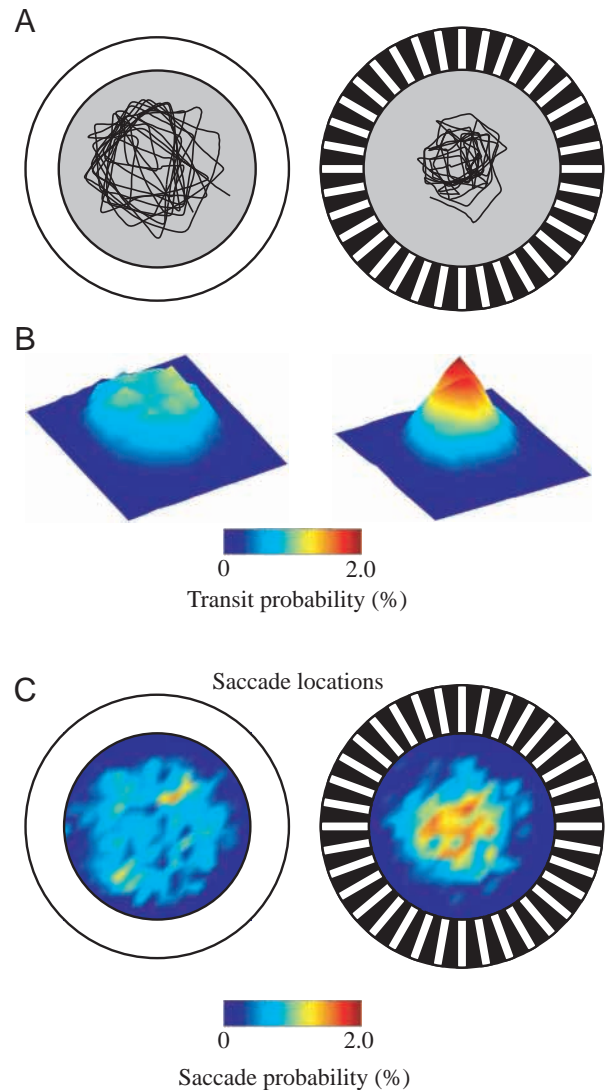 A
B
0 2.0
Transit probability (%)
C
Saccade locations
0 2.0
Saccade probability (%)